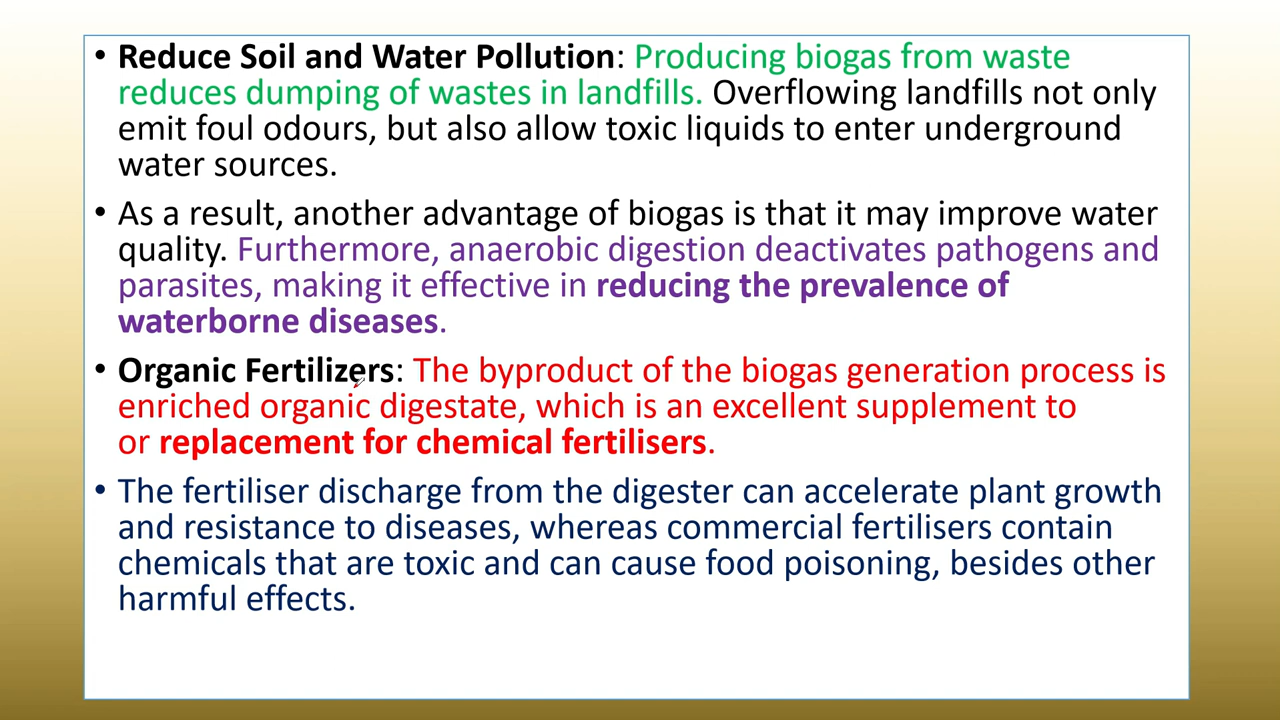 • Reduce Soil and Water Pollution: Producing biogas from waste
reduces dumping of wastes in landfills. Overflowing landfills not only
emit foul odours, but also allow toxic liquids to enter underground
water sources.
• As a result, another advantage of biogas is that it may improve water
quality. Furthermore, anaerobic digestion deactivates pathogens and
parasites, making it effective in reducing the prevalence of
waterborne diseases.
• Organic Fertilizers: The byproduct of the biogas generation process is
enriched organic digestate, which is an excellent supplement to
or replacement for chemical fertilisers.
• The fertiliser discharge from the digester can accelerate plant growth
and resistance to diseases, whereas commercial fertilisers contain
chemicals that are toxic and can cause food poisoning, besides other
harmful effects.